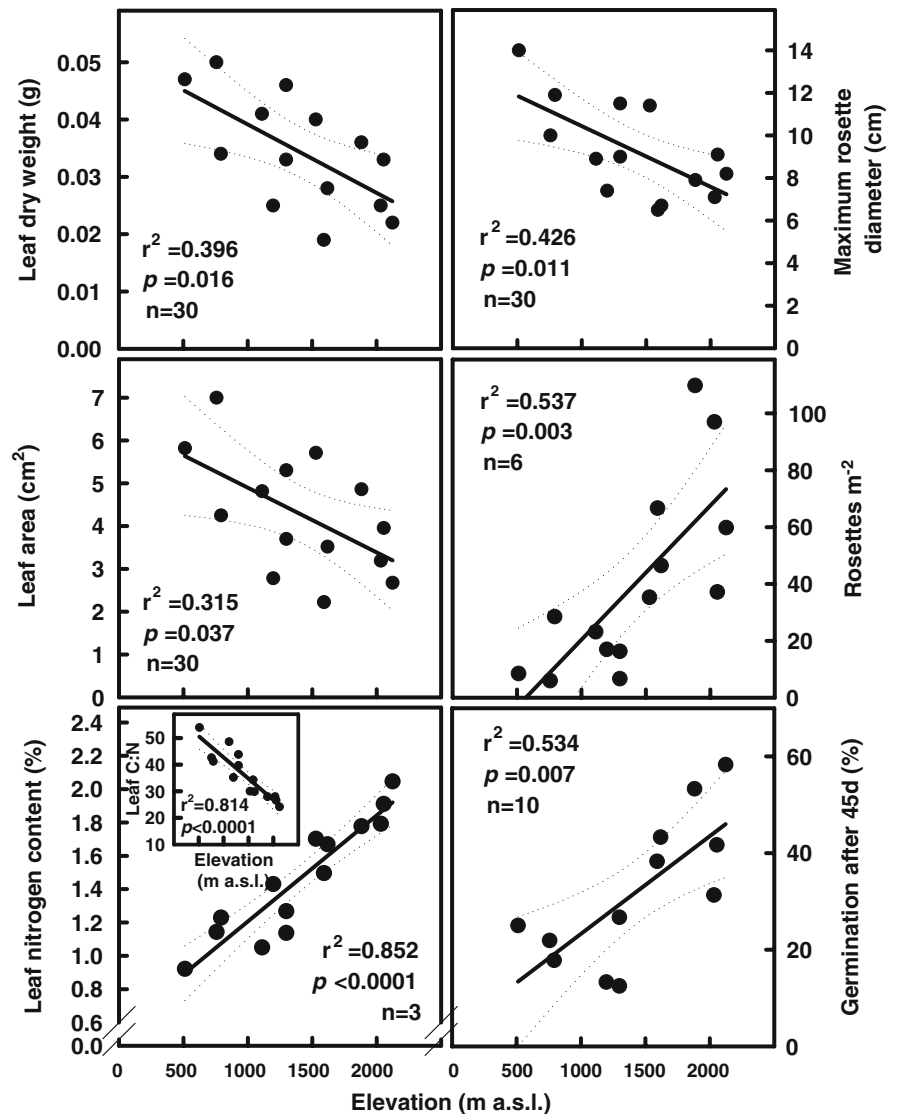 Leaf dry weight (g)
0.05
0.04
0.03
0.02
0.01
0.00
r2 =0.396
p =0.016
n=30
14
12
10
8
6
4
2
0
Maximum rosette
diameter (cm)
r2 =0.426
p =0.011
n=30
Leaf area (cm2)
7
6
5
4
3
2
1
0
r2 =0.315
p =0.037
n=30
100
80
60
40
20
0
Rosettes m-2
r2 =0.537
p =0.003
n=6
Leaf nitrogen content (%)
2.4
2.2
2.0
1.8
1.6
1.4
1.2
1.0
0.8
0.6
0.0
Leaf C:N
50
40
30
20
10
r2=0.814
p<0.0001
Elevation
(m a.s.l.)
r2 =0.852
p <0.0001
n=3
60
40
20
0
Germination after 45d (%)
r2 =0.534
p =0.007
n=10
0 500 1000 1500 2000
0 500 1000 1500 2000
Elevation (m a.s.l.)